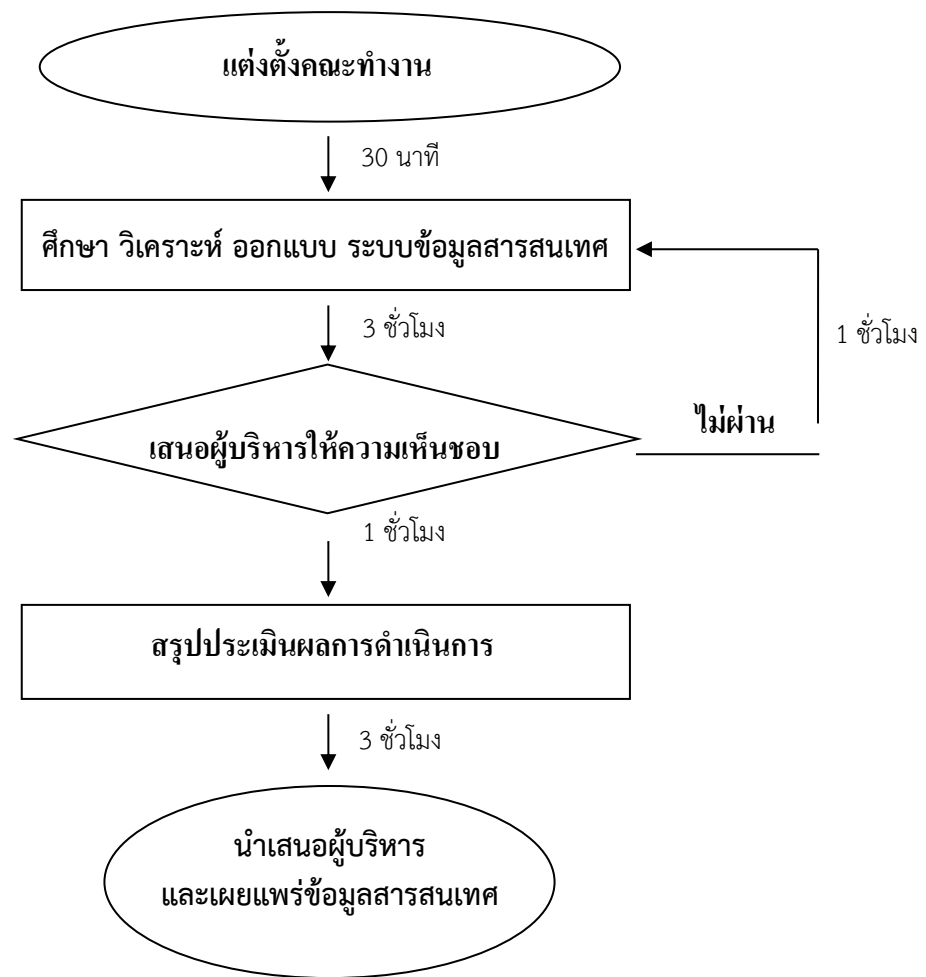 แต่งตั้งคณะทำงาน
30 นาที
ศึกษา วิเคราะห์ ออกแบบ ระบบข้อมูลสารสนเทศ
3 ชั่วโมง
1 ชั่วโมง
ไม่ผ่าน
เสนอผู้บริหารให้ความเห็นชอบ
1 ชั่วโมง
สรุปประเมินผลการดำเนินการ
3 ชั่วโมง
นำเสนอผู้บริหาร
และเผยแพร่ข้อมูลสารสนเทศ